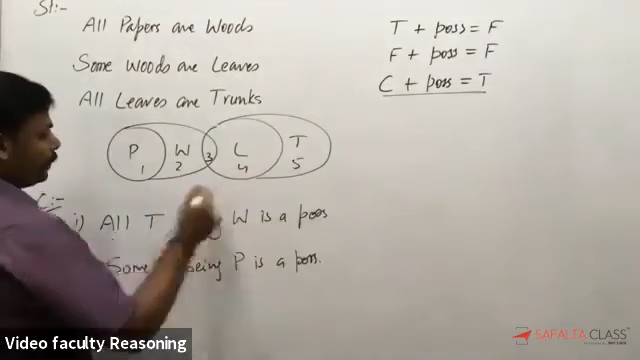 St:-
All Papers are Woods
Some Woods are Leaves
All Leaves are Trunks
T + poss = F
F + poss = F
C + poss = T
P W L T
1 2 3 4 5
C:-
i) All T W is a poss
Some being P is a poss.
SAFALTA CLASS
Video faculty Reasoning